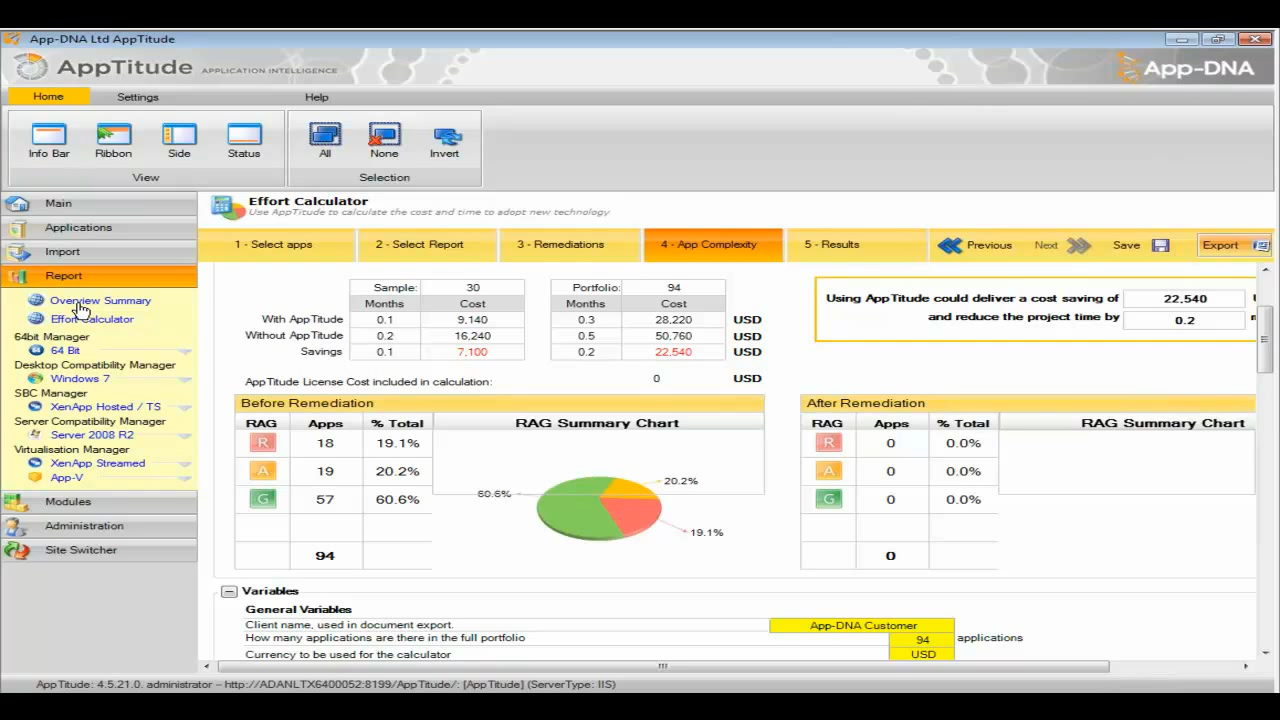 App-DNA Ltd AppTitude
AppTitude APPLICATION INTELLIGENCE
App-DNA
Home Settings Help
Info Bar Ribbon Side Status All None Invert
View Selection
Main
Applications
Import
Report
Overview Summary
Effort Calculator
64bit Manager
64 Bit
Desktop Compatibility Manager
Windows 7
SBC Manager
XenApp Hosted / TS
Server Compatibility Manager
Server 2008 R2
Virtualisation Manager
XenApp Streamed
App-V
Modules
Administration
Site Switcher
Effort Calculator
Use AppTitude to calculate the cost and time to adopt new technology
1 - Select apps 2 - Select Report 3 - Remediations 4 - App Complexity 5 - Results Previous Next Save Export
Sample: 30 Portfolio: 94
Months Cost Months Cost
With AppTitude 0.1 9,140 0.3 28,220 USD
Without AppTitude 0.2 16,240 0.5 50,760 USD
Savings 0.1 7,100 0.2 22,540 USD
AppTitude License Cost included in calculation: 0 USD
Using AppTitude could deliver a cost saving of 22,540
and reduce the project time by 0.2
Before Remediation
RAG Apps % Total RAG Summary Chart
R 18 19.1%
A 19 20.2%
G 57 60.6%
94
60.6% 20.2%
19.1%
After Remediation
RAG Apps % Total RAG Summary Chart
R 0 0.0%
A 0 0.0%
G 0 0.0%
0
Variables
General Variables
Client name, used in document export. App-DNA Customer
How many applications are there in the full portfolio 94 applications
Currency to be used for the calculator USD
AppTitude: 4.5.21.0. administrator – http://ADANLTX6400052:8199/AppTitude/: [AppTitude] (ServerType: IIS)